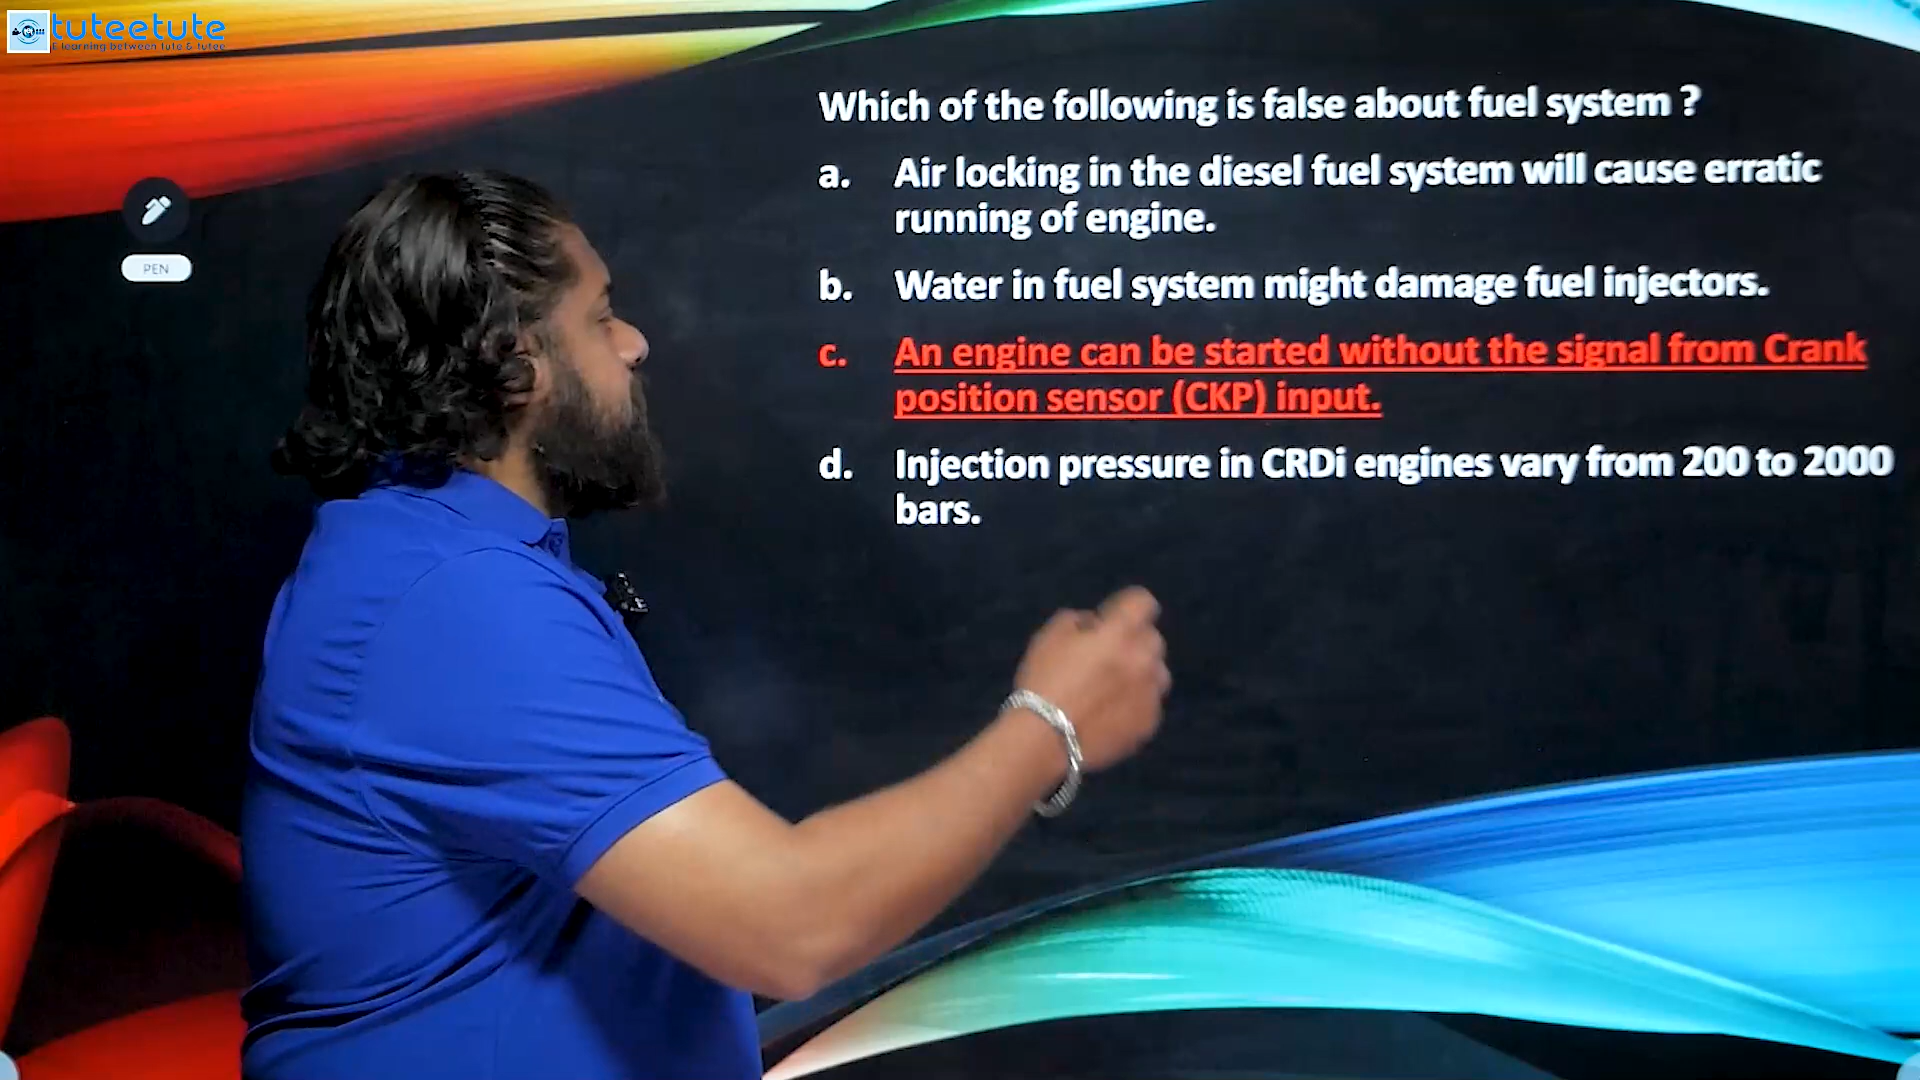 tuteetute
E learning between tute & tutee
PEN
Which of the following is false about fuel system ?
a. Air locking in the diesel fuel system will cause erratic
running of engine.
b. Water in fuel system might damage fuel injectors.
c. An engine can be started without the signal from Crank
position sensor (CKP) input.
d. Injection pressure in CRDi engines vary from 200 to 2000
bars.